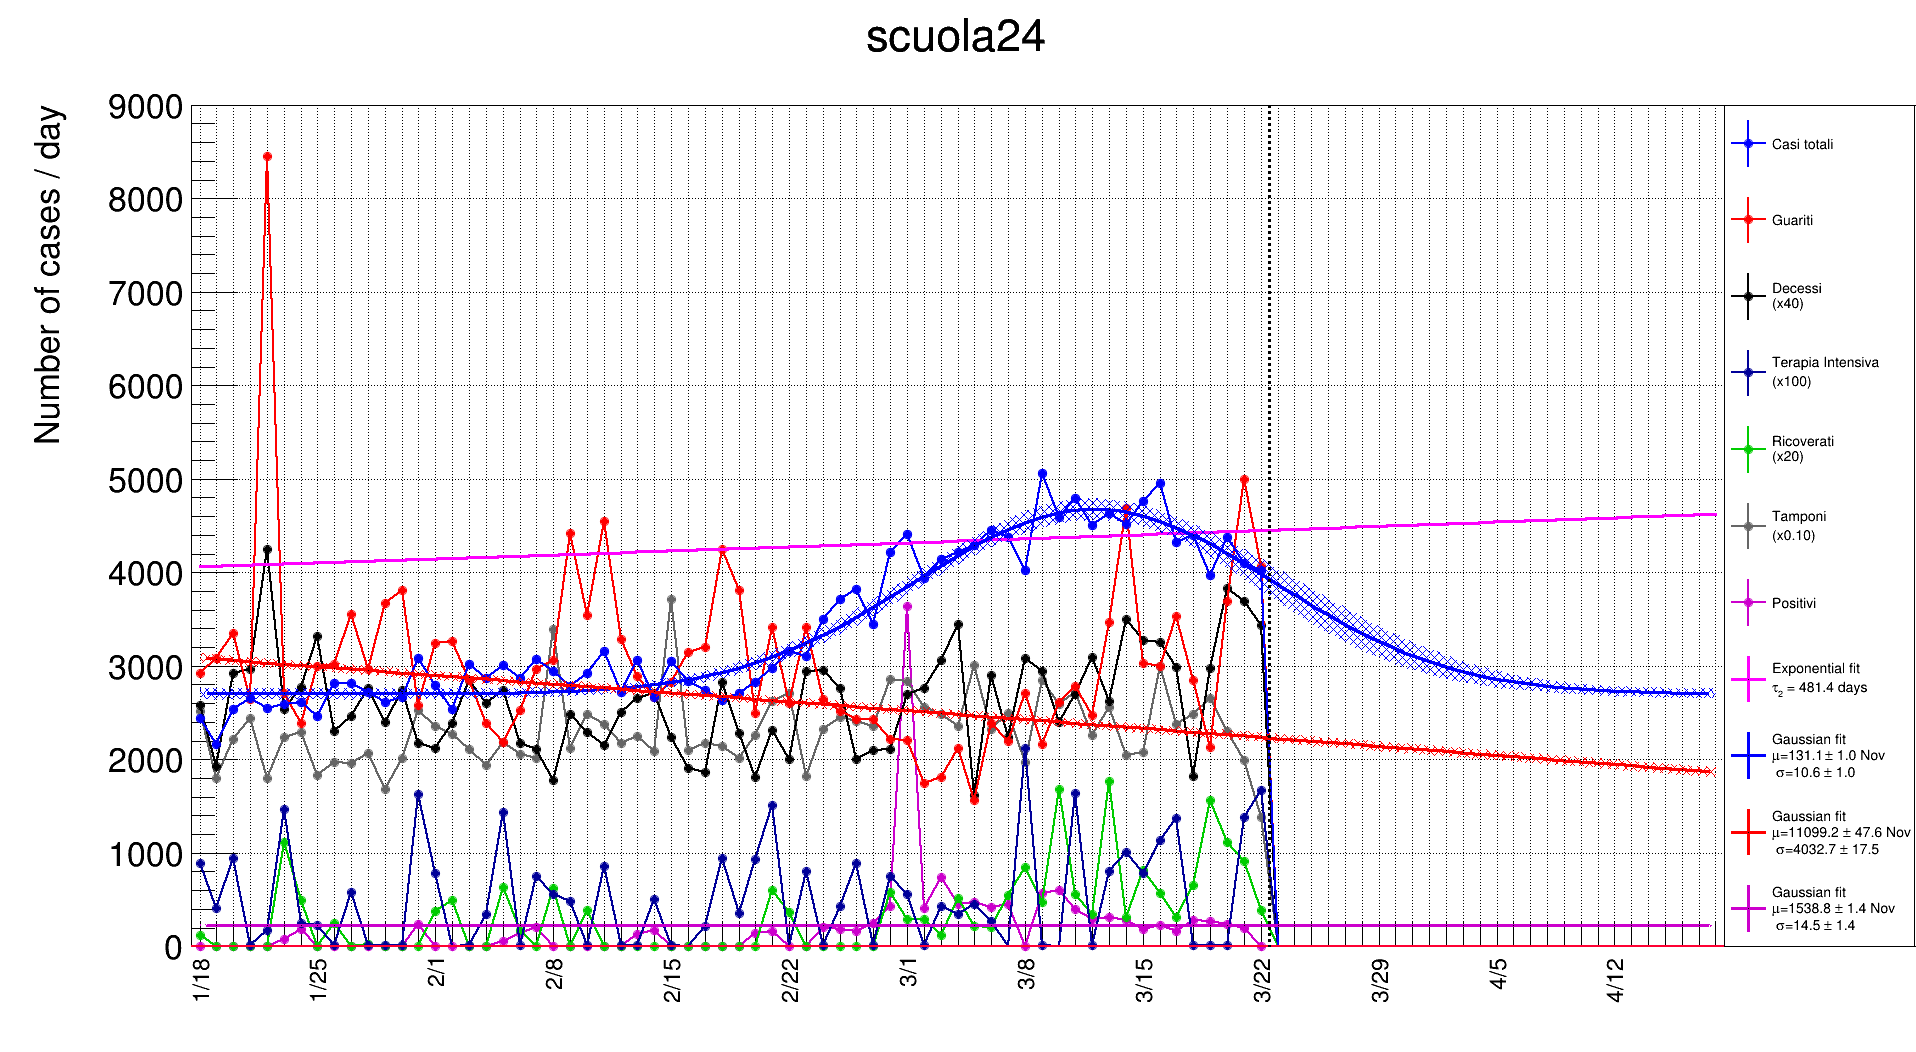 scuola24
Number of cases / day
9000
8000
7000
6000
5000
4000
3000
2000
1000
0
1/18
1/25
2/1
2/8
2/15
2/22
3/1
3/8
3/15
3/22
3/29
4/5
4/12
Casi totali
Guariti
Decessi
(x40)
Terapia Intensiva
(x100)
Ricoverati
(x20)
Tamponi
(x0.10)
Positivi
Exponential fit
τ2 = 481.4 days
Gaussian fit
μ=131.1 ± 1.0 Nov
σ=10.6 ± 1.0
Gaussian fit
μ=11099.2 ± 47.6 Nov
σ=4032.7 ± 17.5
Gaussian fit
μ=1538.8 ± 1.4 Nov
σ=14.5 ± 1.4